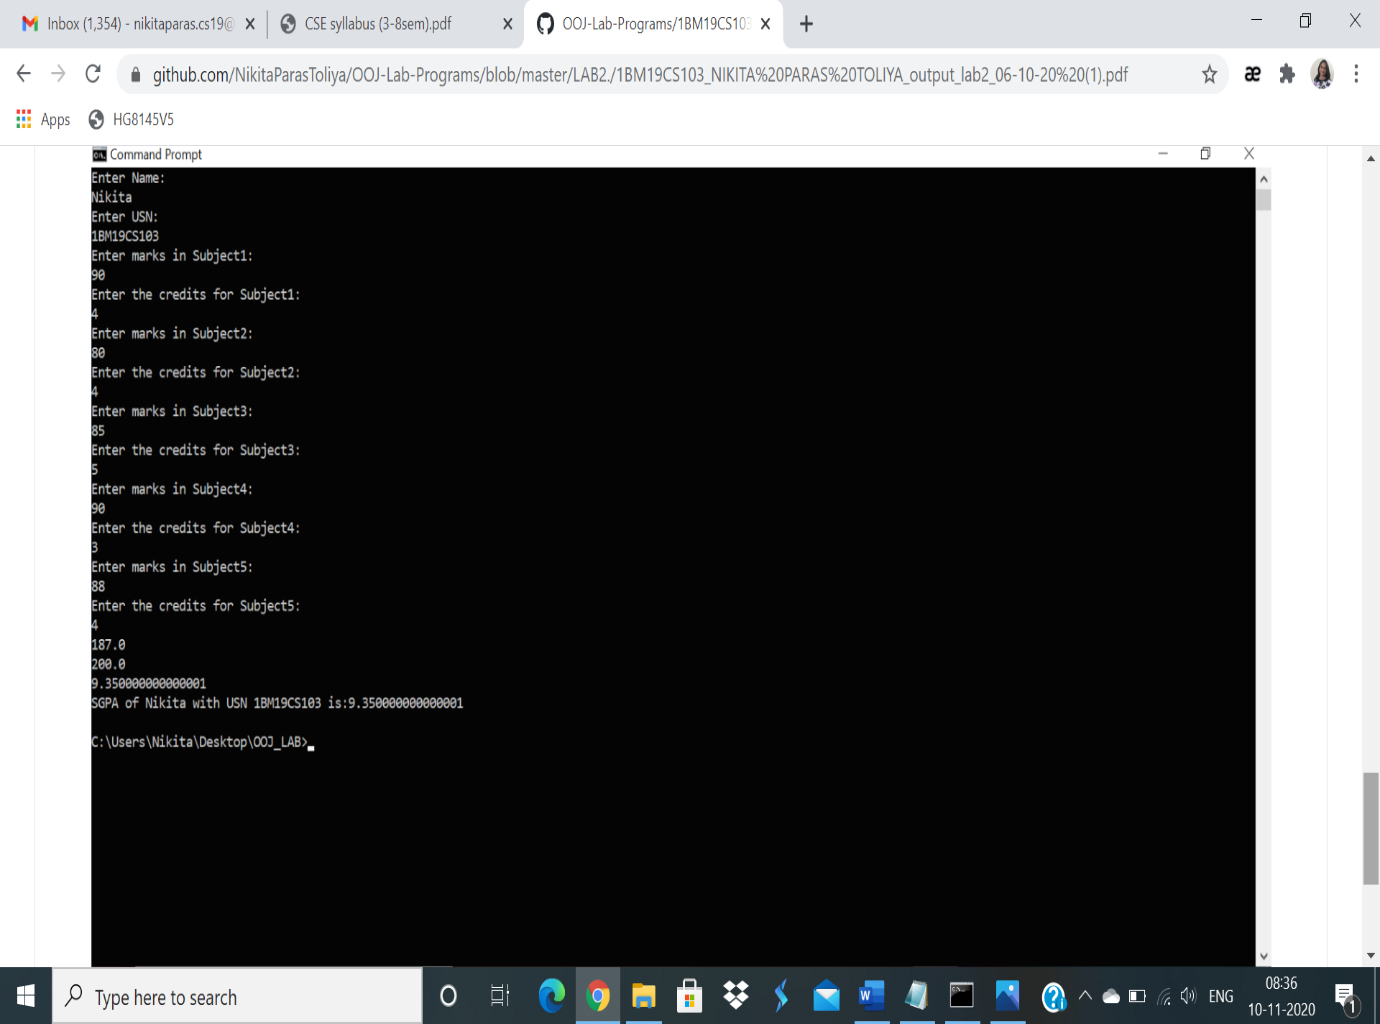 Inbox (1,354) - nikitaparas.cs19@
CSE syllabus (3-8sem).pdf
OOJ-Lab-Programs/1BM19CS103
github.com/NikitaParasToliya/OOJ-Lab-Programs/blob/master/LAB2./1BM19CS103_NIKITA%20PARAS%20TOLIYA_output_lab2_06-10-20%20(1).pdf
Apps
HG8145V5
Command Prompt
Enter Name:
Nikita
Enter USN:
1BM19CS103
Enter marks in Subject1:
90
Enter the credits for Subject1:
4
Enter marks in Subject2:
80
Enter the credits for Subject2:
4
Enter marks in Subject3:
85
Enter the credits for Subject3:
5
Enter marks in Subject4:
90
Enter the credits for Subject4:
3
Enter marks in Subject5:
88
Enter the credits for Subject5:
4
187.0
200.0
9.350000000000001
SGPA of Nikita with USN 1BM19CS103 is:9.350000000000001
C:\Users\Nikita\Desktop\OOJ_LAB>
Type here to search
ENG
08:36
10-11-2020
1